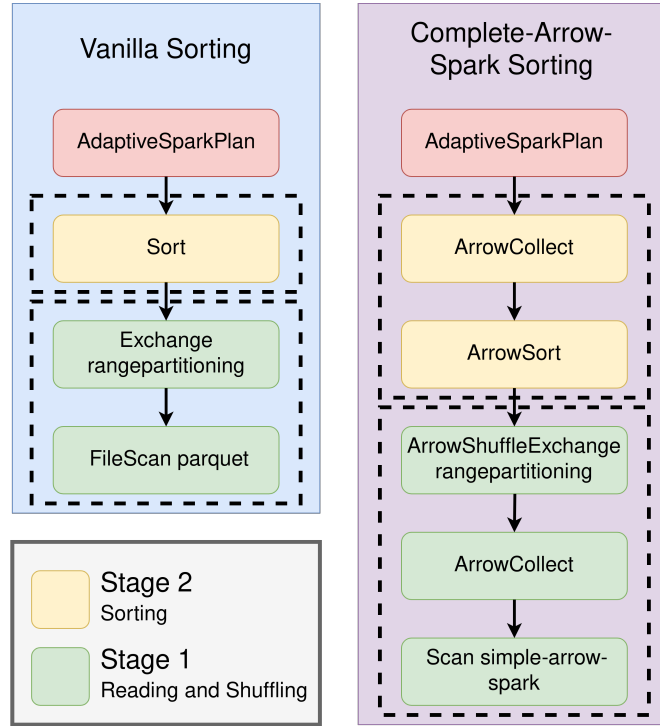 Vanilla Sorting
AdaptiveSparkPlan
Sort
Exchange
rangepartitioning
FileScan parquet
Complete-Arrow-
Spark Sorting
AdaptiveSparkPlan
ArrowCollect
ArrowSort
ArrowShuffleExchange
rangepartitioning
ArrowCollect
Scan simple-arrow-
spark
Stage 2
Sorting
Stage 1
Reading and Shuffling